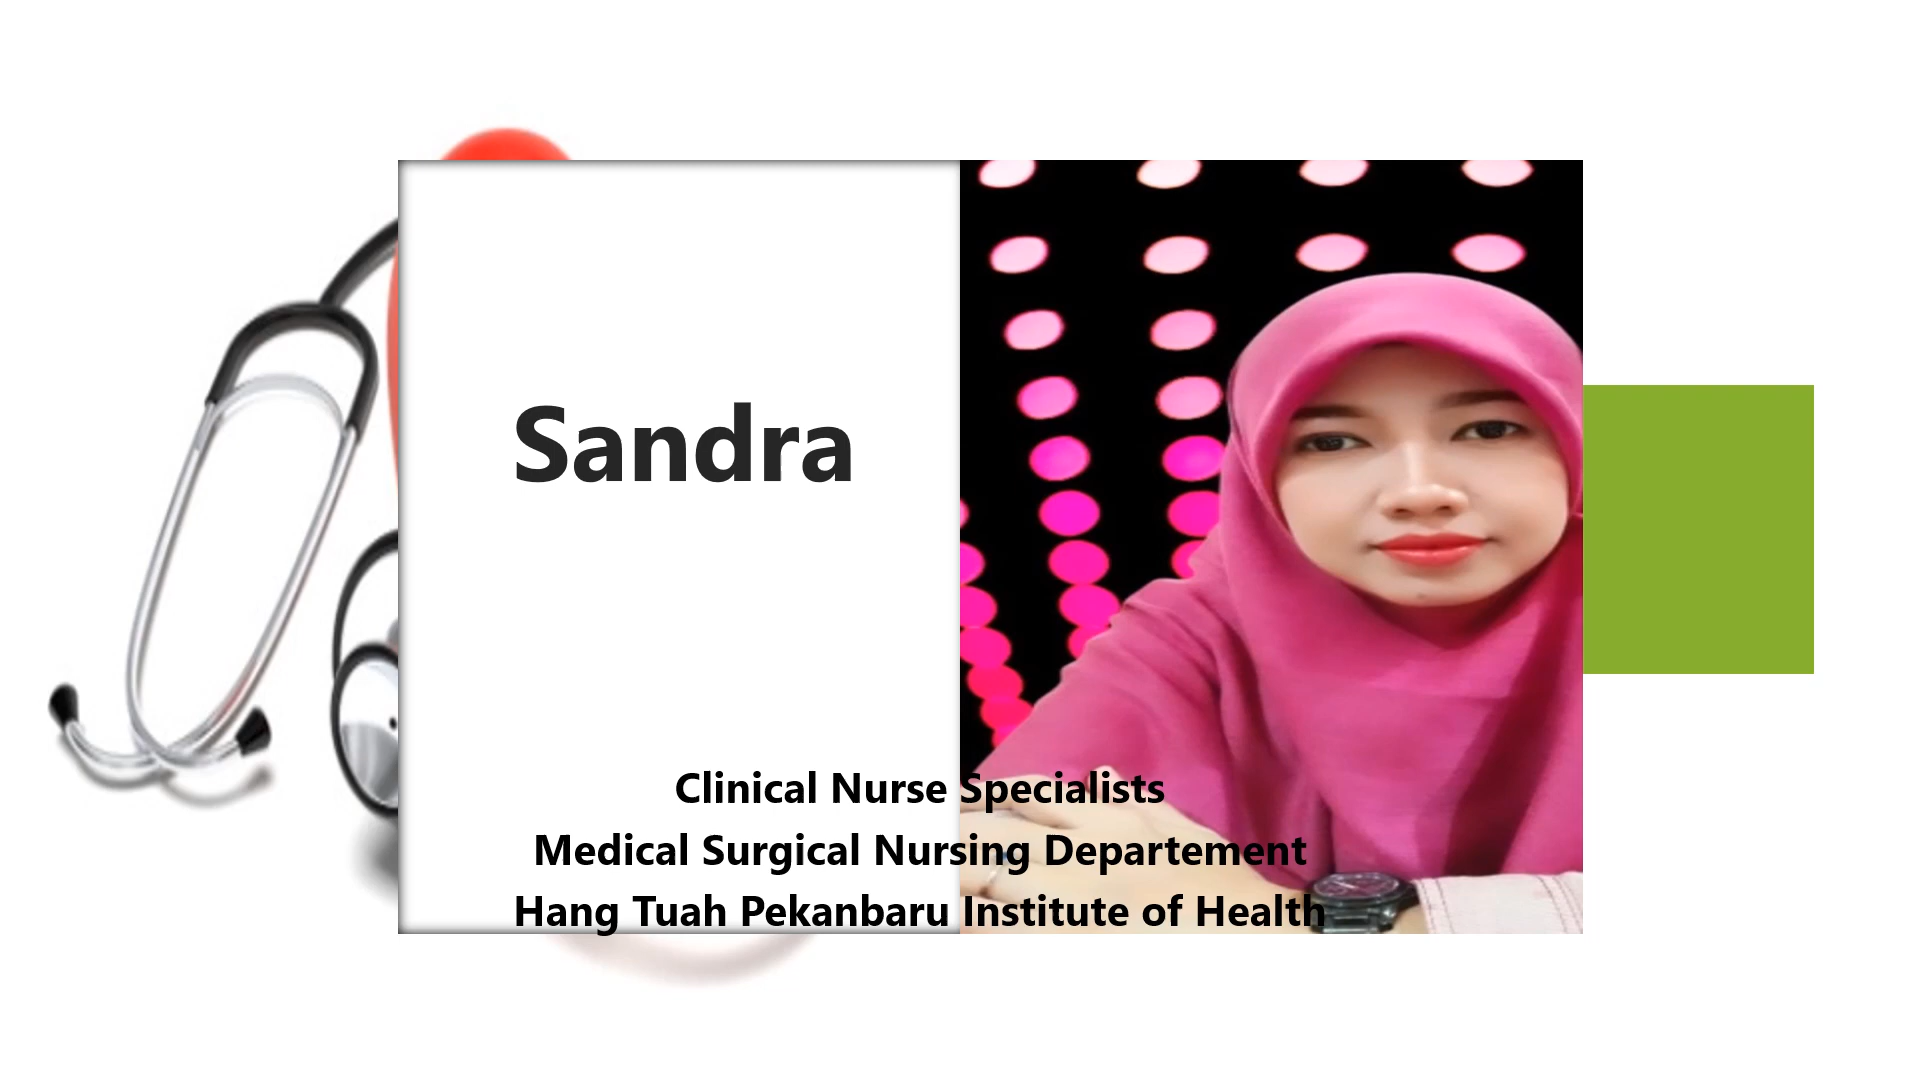 Sandra
Clinical Nurse Specialists
Medical Surgical Nursing Departement
Hang Tuah Pekanbaru Institute of Health